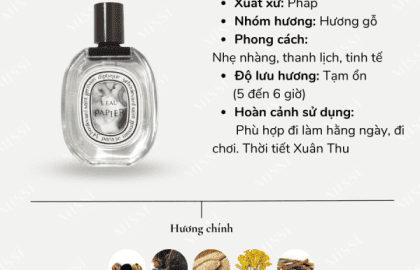 • Xuất xứ: Pháp
• Nhóm hương: Hương gỗ
• Phong cách:
Nhẹ nhàng, thanh lịch, tinh tế
• Độ lưu hương: Tạm ổn
(5 đến 6 giờ)
• Hoàn cảnh sử dụng:
Phù hợp đi làm hằng ngày, đi
chơi. Thời tiết Xuân Thu
L'EAU
PAPIER
Hương chính